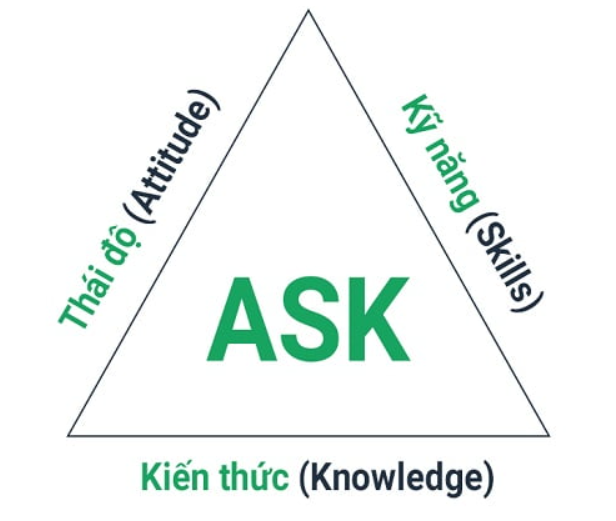 Thái độ (Attitude)
Kỹ năng (Skills)
ASK
Kiến thức (Knowledge)